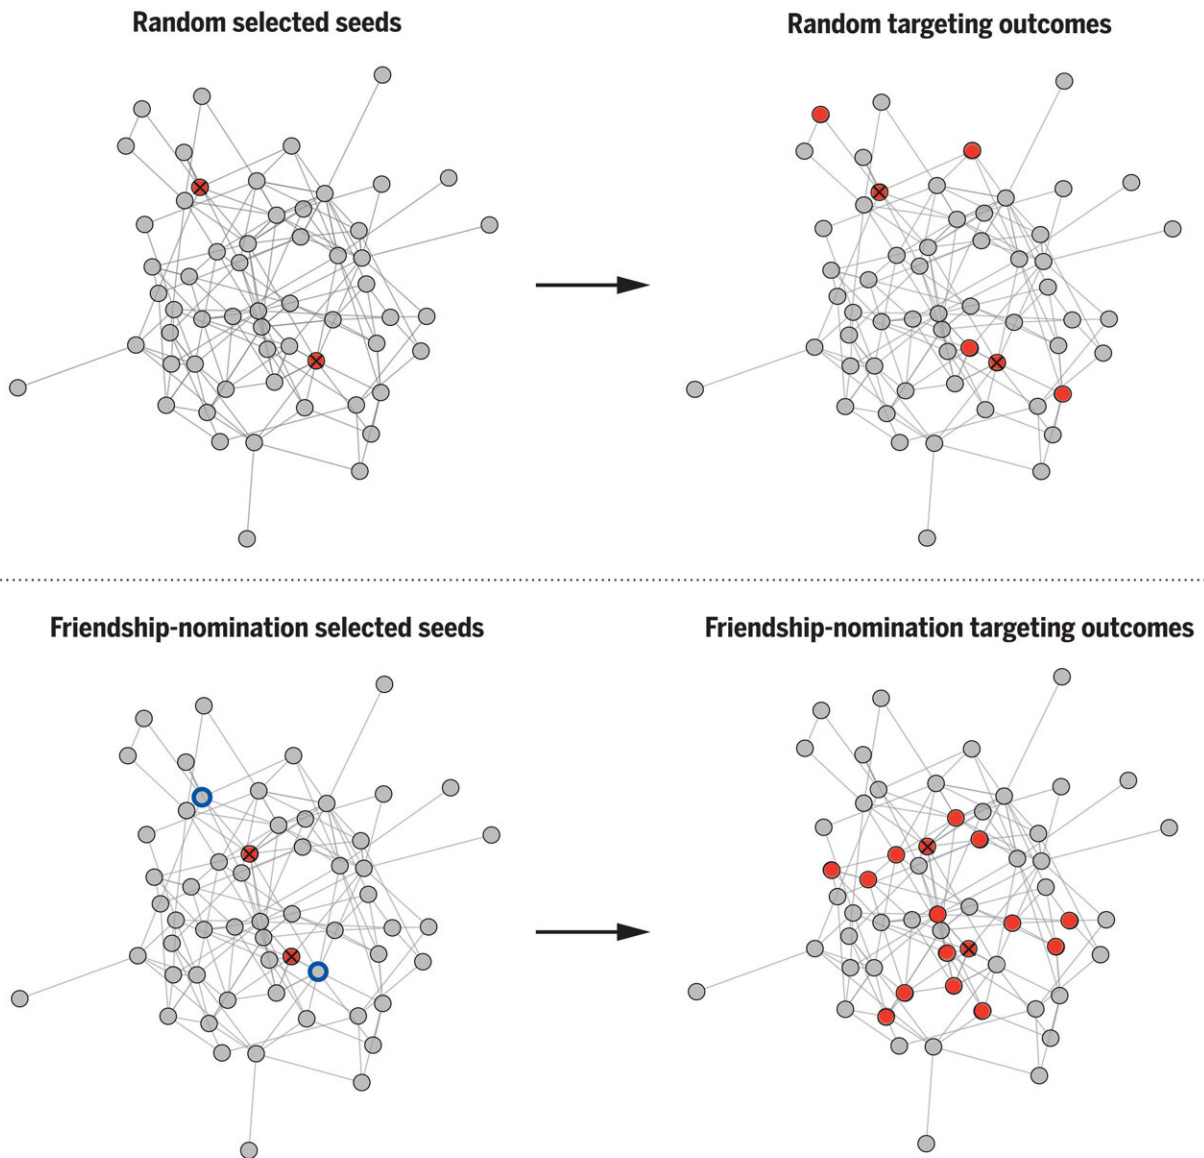 Random selected seeds
Random targeting outcomes
Friendship-nomination selected seeds
Friendship-nomination targeting outcomes